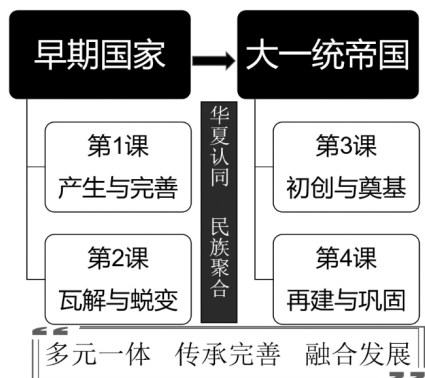 早期国家
大一统帝国
第1课
产生与完善
第2课
瓦解与蜕变
华夏认同 民族聚合
第3课
初创与奠基
第4课
再建与巩固
多元一体 传承完善 融合发展